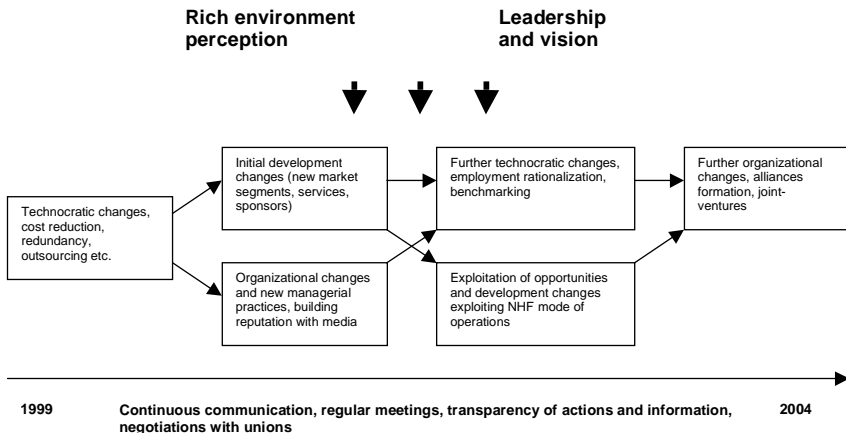 Rich environment
perception
Leadership
and vision
Technocratic changes,
cost reduction,
redundancy,
outsourcing etc.
Initial development
changes (new market
segments, services,
sponsors)
Organizational changes
and new managerial
practices, building
reputation with media
Further technocratic changes,
employment rationalization,
benchmarking
Exploitation of opportunities
and development changes
exploiting NHF mode of
operations
Further organizational
changes, alliances
formation, joint-
ventures
1999
Continuous communication, regular meetings, transparency of actions and information,
negotiations with unions
2004